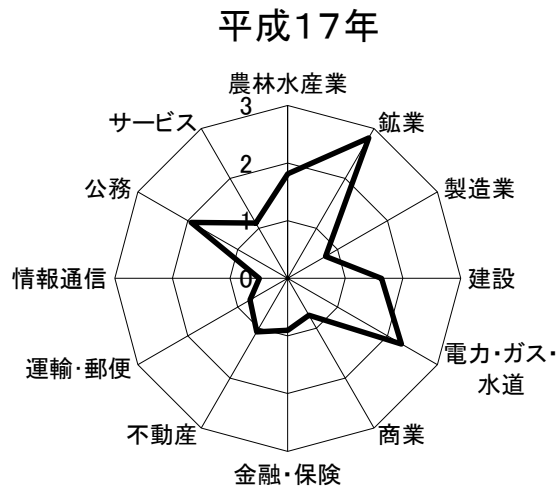 平成17年
農林水産業
鉱業
製造業
建設
電力・ガス・
水道
商業
金融・保険
不動産
運輸・郵便
情報通信
公務
サービス
3
2
1
0